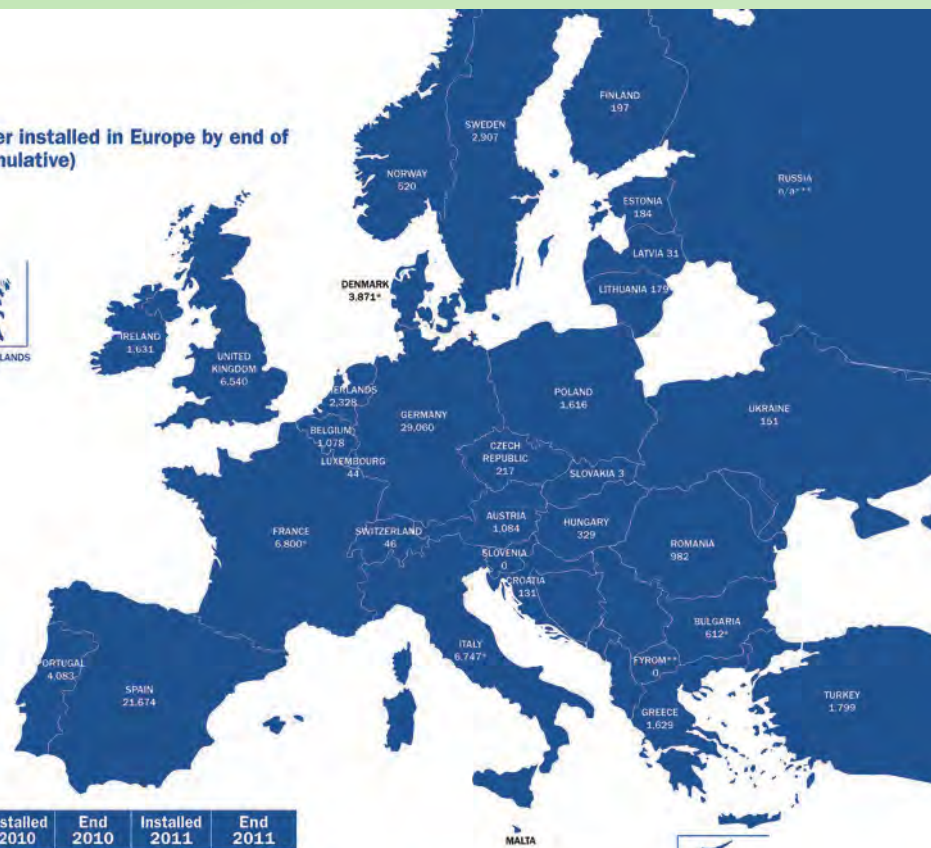 er installed in Europe by end of
nulative)
FINLAND
197
SWEDEN
2,907
NORWAY
520
RUSSIA
n/a***
ESTONIA
184
LATVIA 31
LITHUANIA 179
DENMARK
3,871*
LANDS
IRELAND
1,631
UNITED
KINGDOM
6,540
ERLANDS
2,328
BELGIUM
1,078
LUXEMBOURG
44
GERMANY
29,060
POLAND
1,616
UKRAINE
151
CZECH
REPUBLIC
217
SLOVAKIA 3
FRANCE
6,800*
SWITZERLAND
46
AUSTRIA
1,084
HUNGARY
329
ROMANIA
982
SLOVENIA
0
CROATIA
131
BULGARIA
612*
ITALY
6,747*
FYROM**
0
PORTUGAL
4,083
SPAIN
21,674
GREECE
1,629
TURKEY
1,799
MALTA
stalled End Installed End
2010 2010 2011 2011